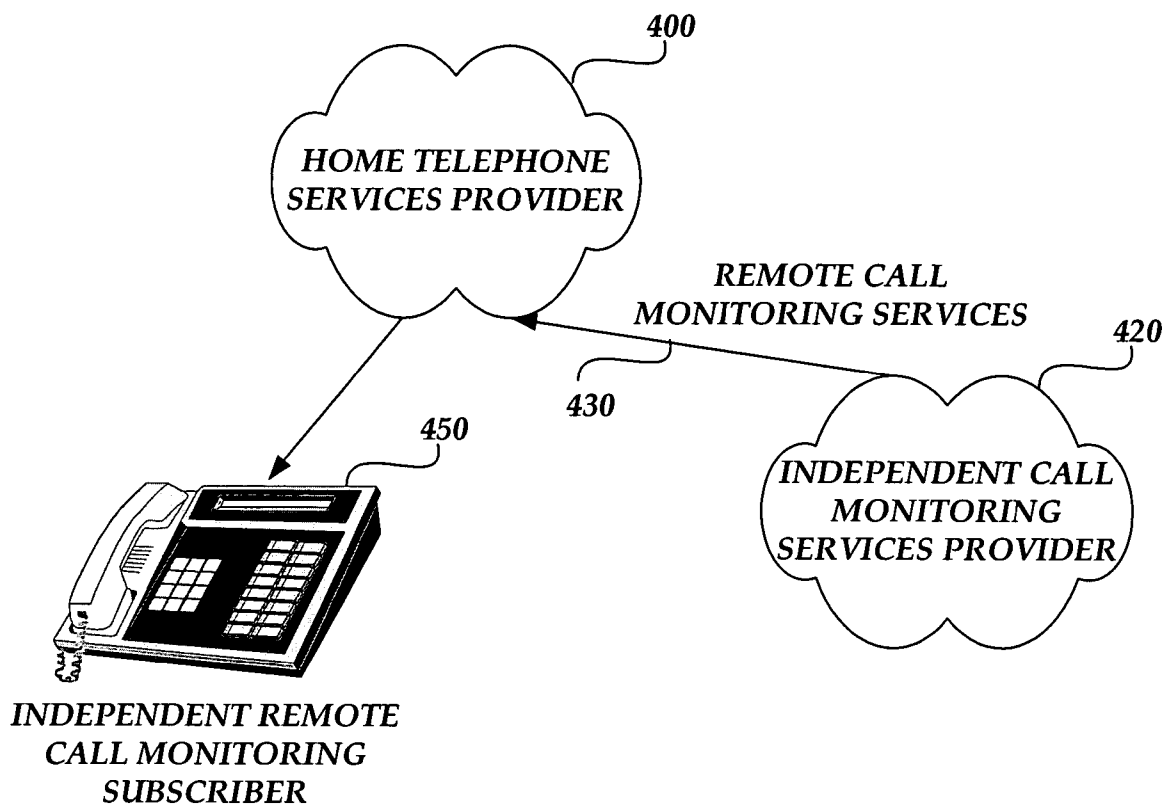 400
HOME TELEPHONE
SERVICES PROVIDER
REMOTE CALL
MONITORING SERVICES
420
430
450
INDEPENDENT CALL
MONITORING
SERVICES PROVIDER
INDEPENDENT REMOTE
CALL MONITORING
SUBSCRIBER